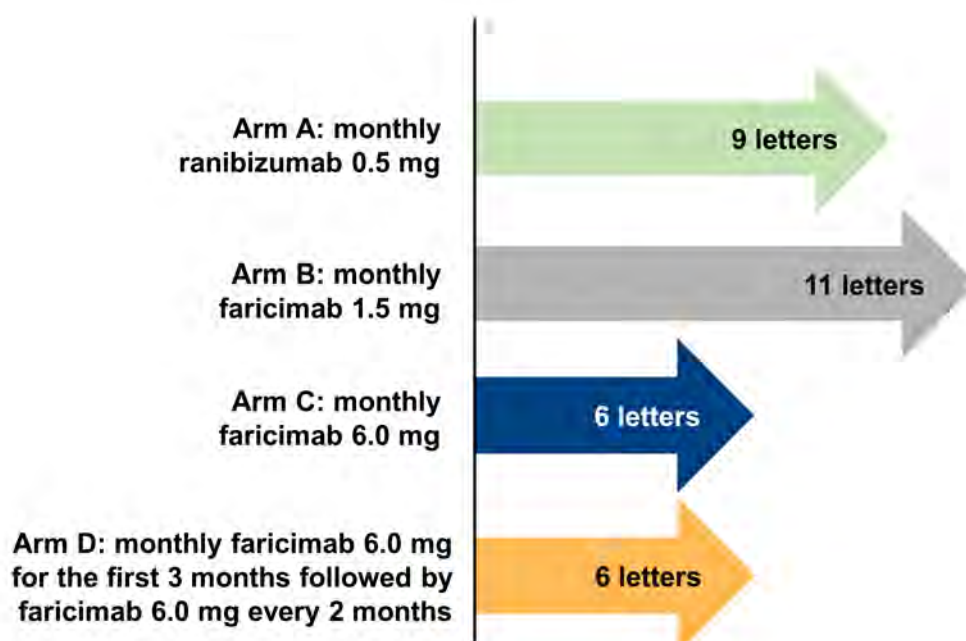 Arm A: monthly
ranibizumab 0.5 mg
9 letters
Arm B: monthly
faricimab 1.5 mg
11 letters
Arm C: monthly
faricimab 6.0 mg
6 letters
Arm D: monthly faricimab 6.0 mg
for the first 3 months followed by
faricimab 6.0 mg every 2 months
6 letters